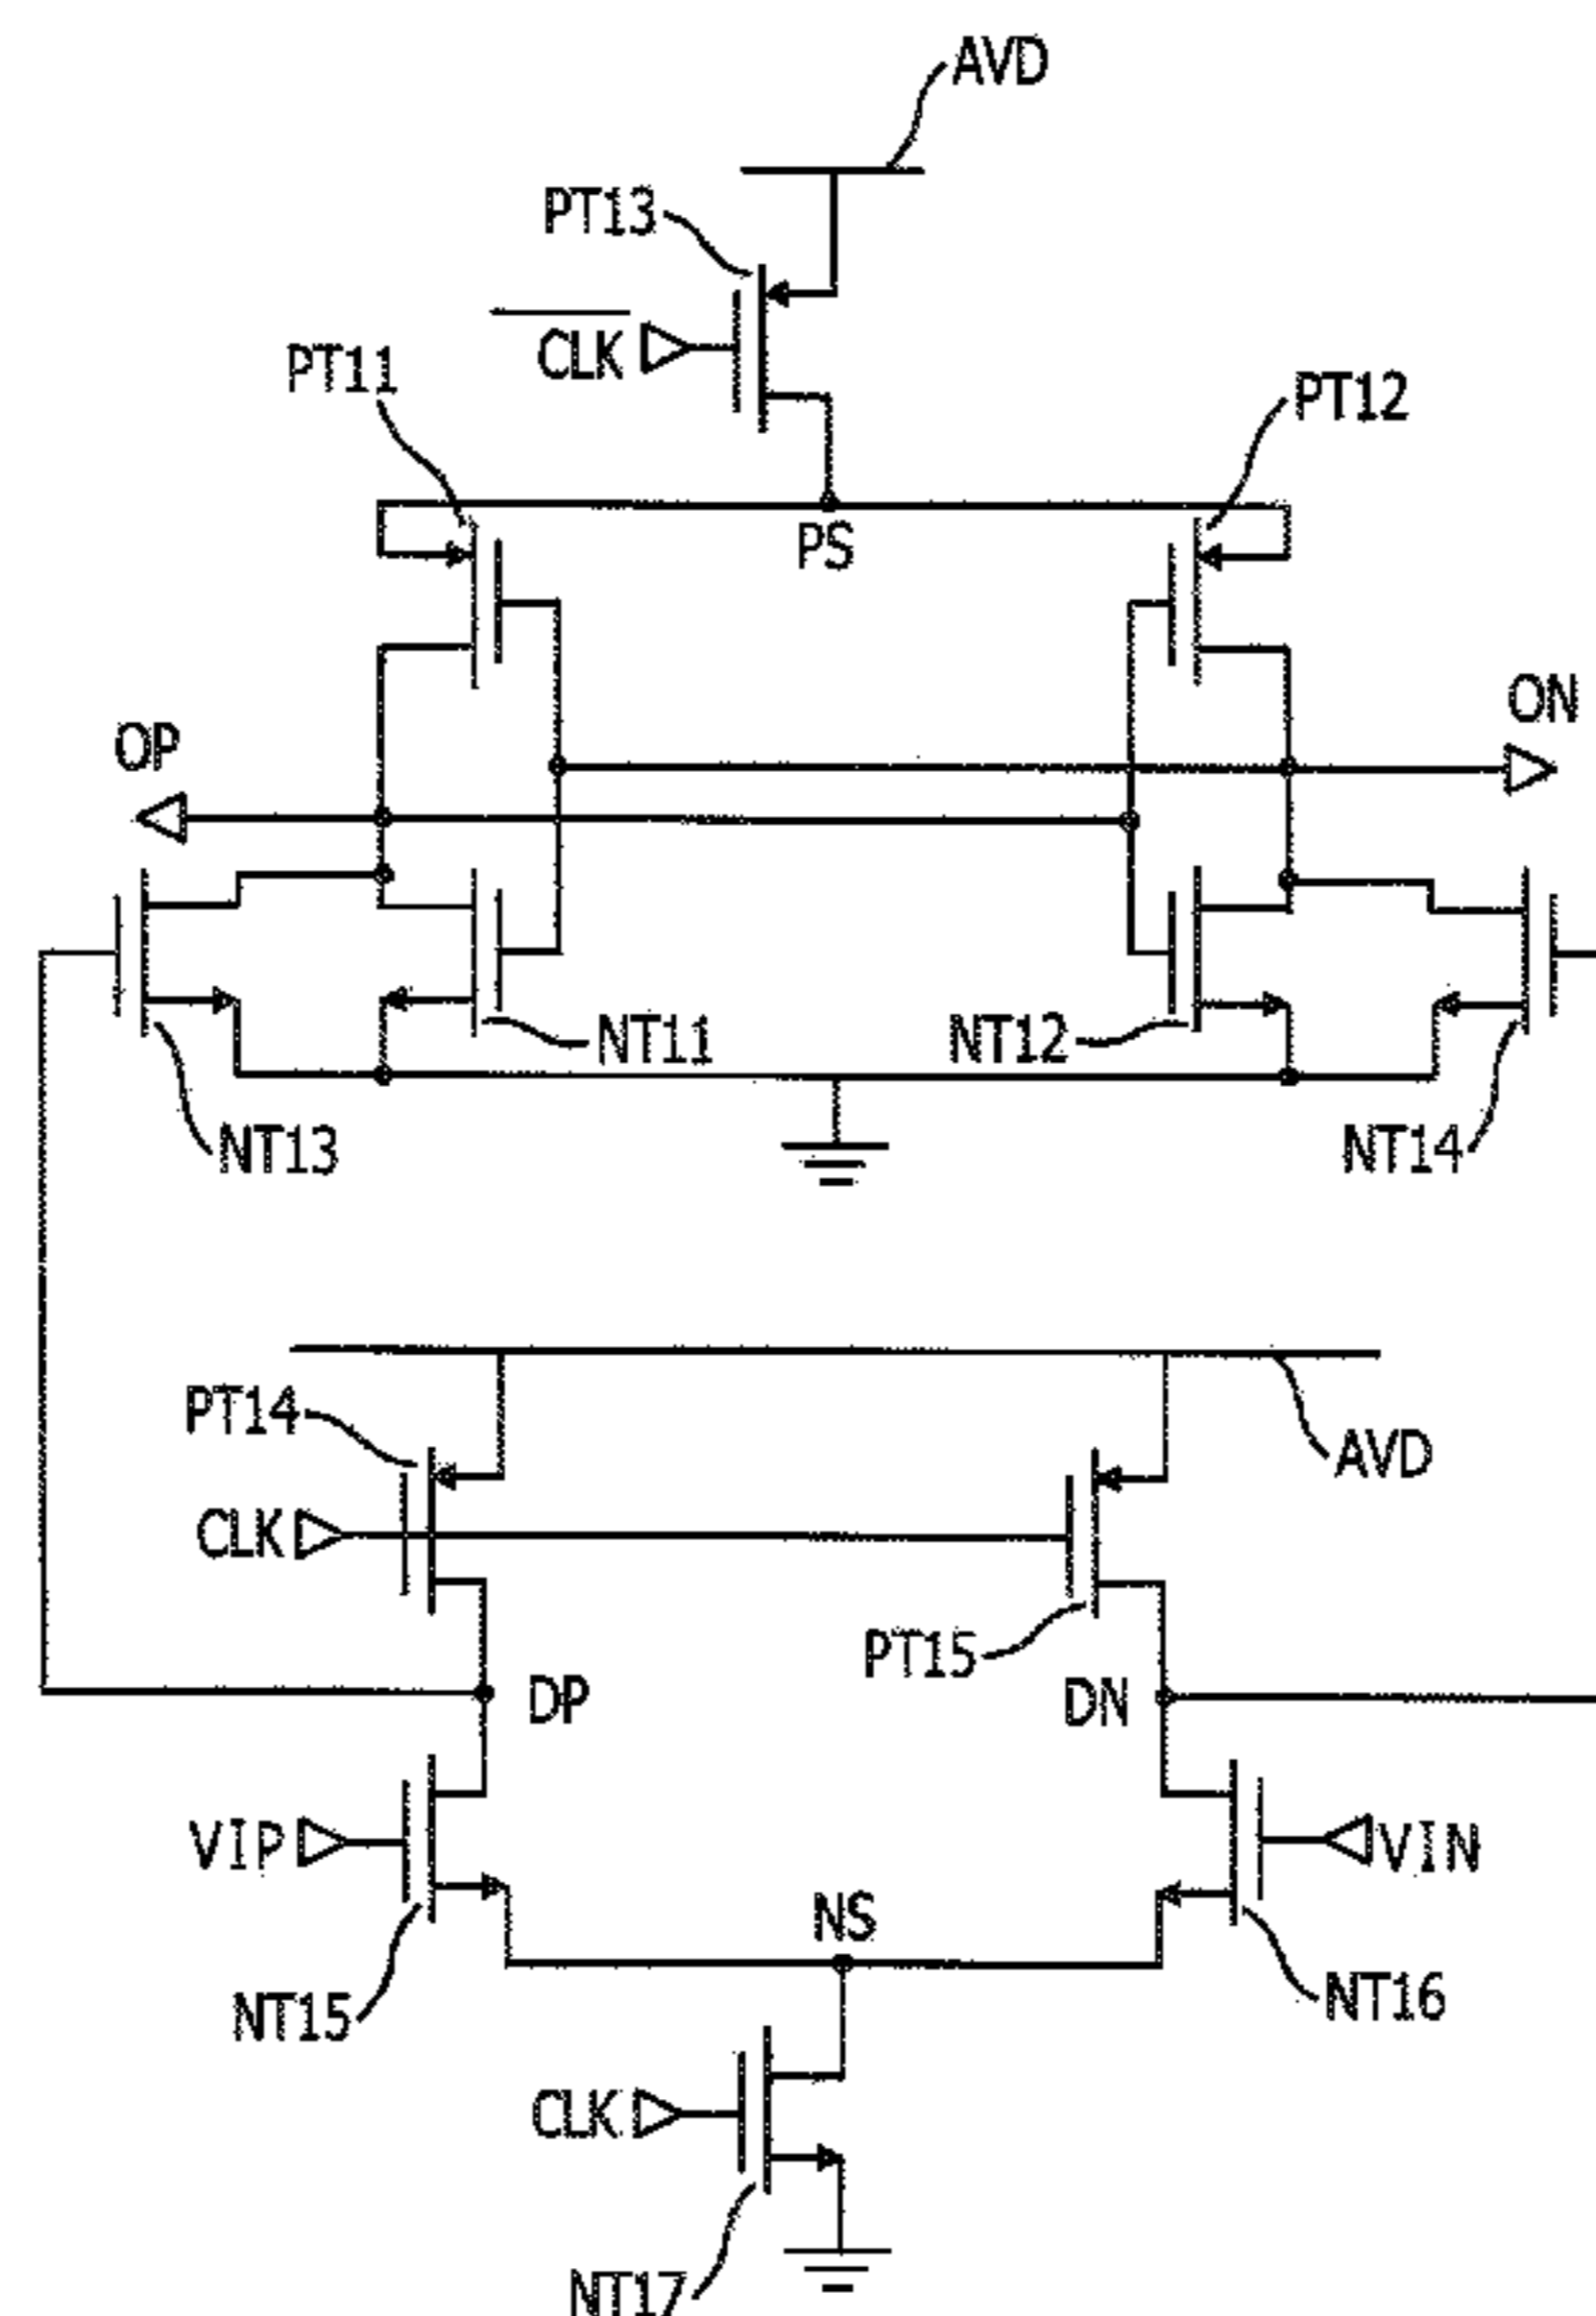 AVD
PT13
CLK
PT11
PT12
PS
OP
ON
NT11
NT12
NT13
NT14
PT14
AVD
CLK
PT15
DP
DN
VIP
VIN
NS
NT15
NT16
CLK
NT17